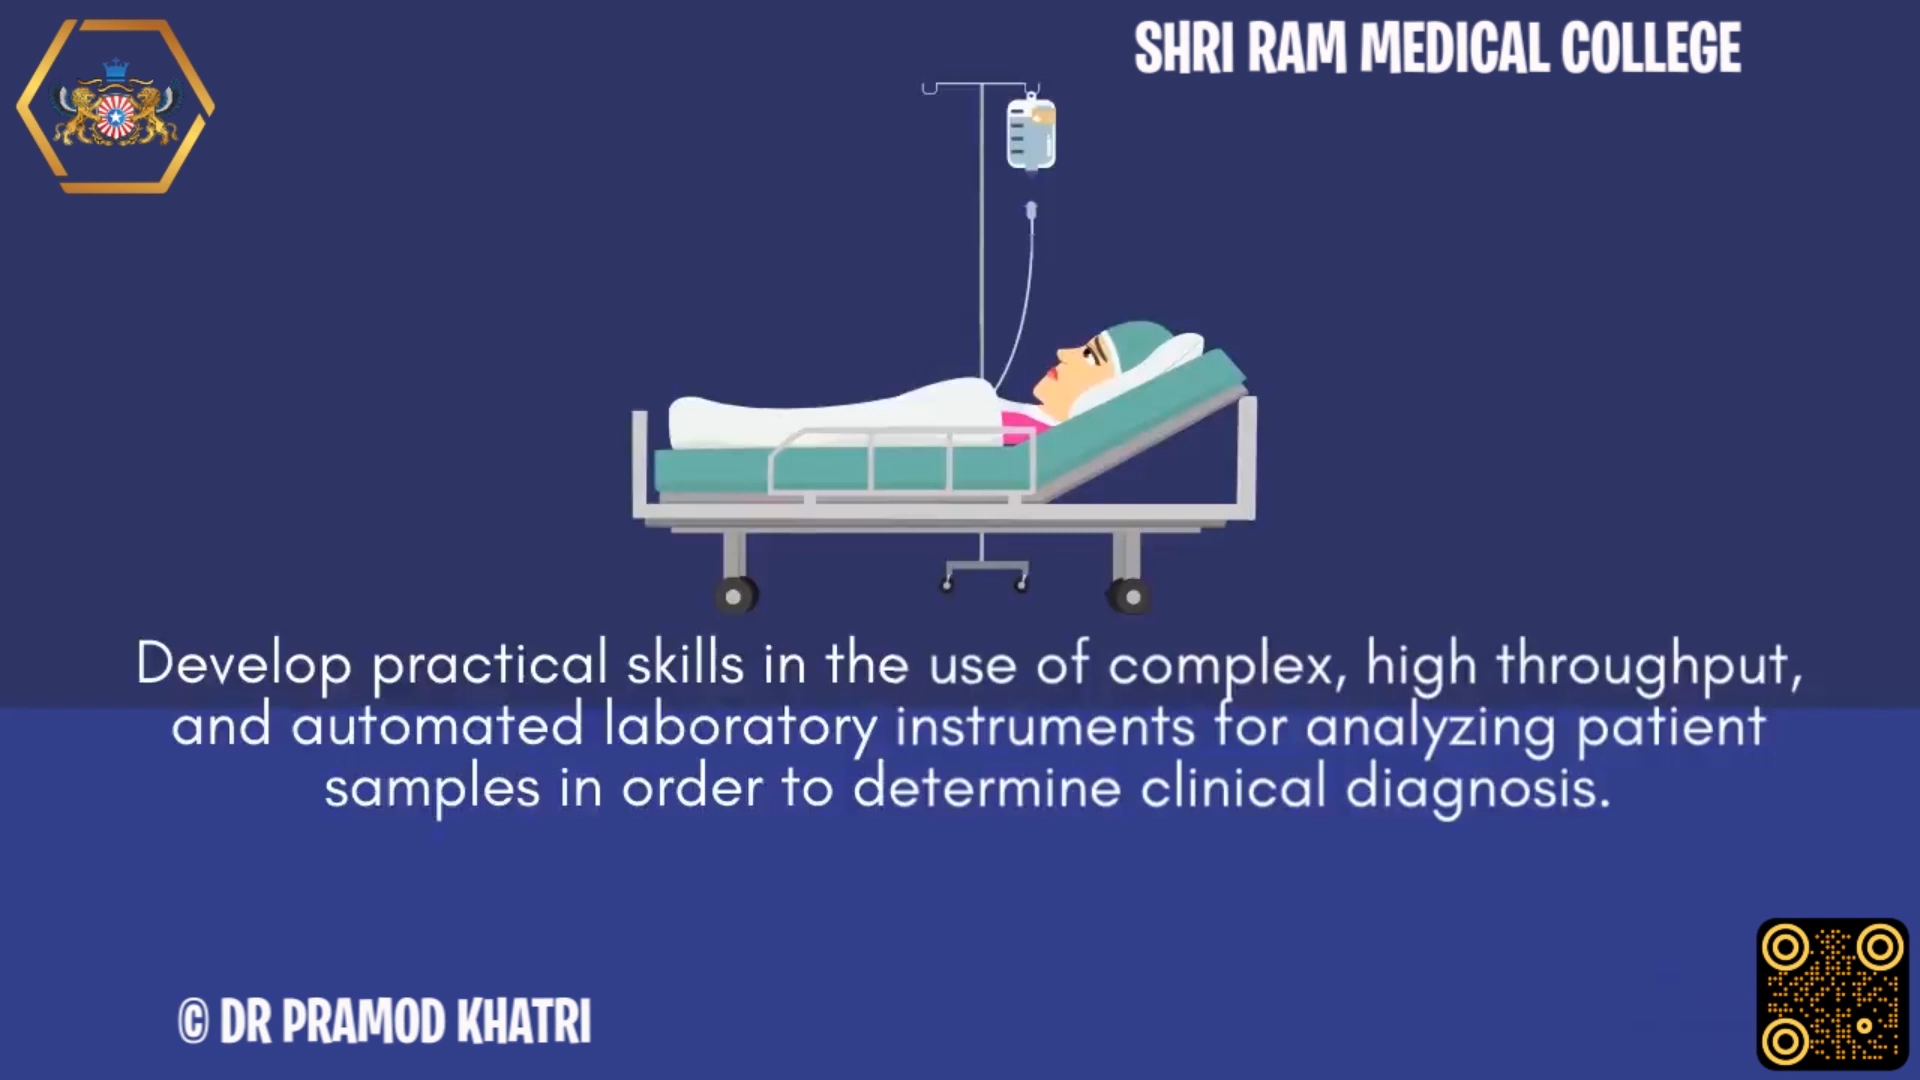 SHRI RAM MEDICAL COLLEGE
Develop practical skills in the use of complex, high throughput,
and automated laboratory instruments for analyzing patient
samples in order to determine clinical diagnosis.
© DR PRAMOD KHATRI